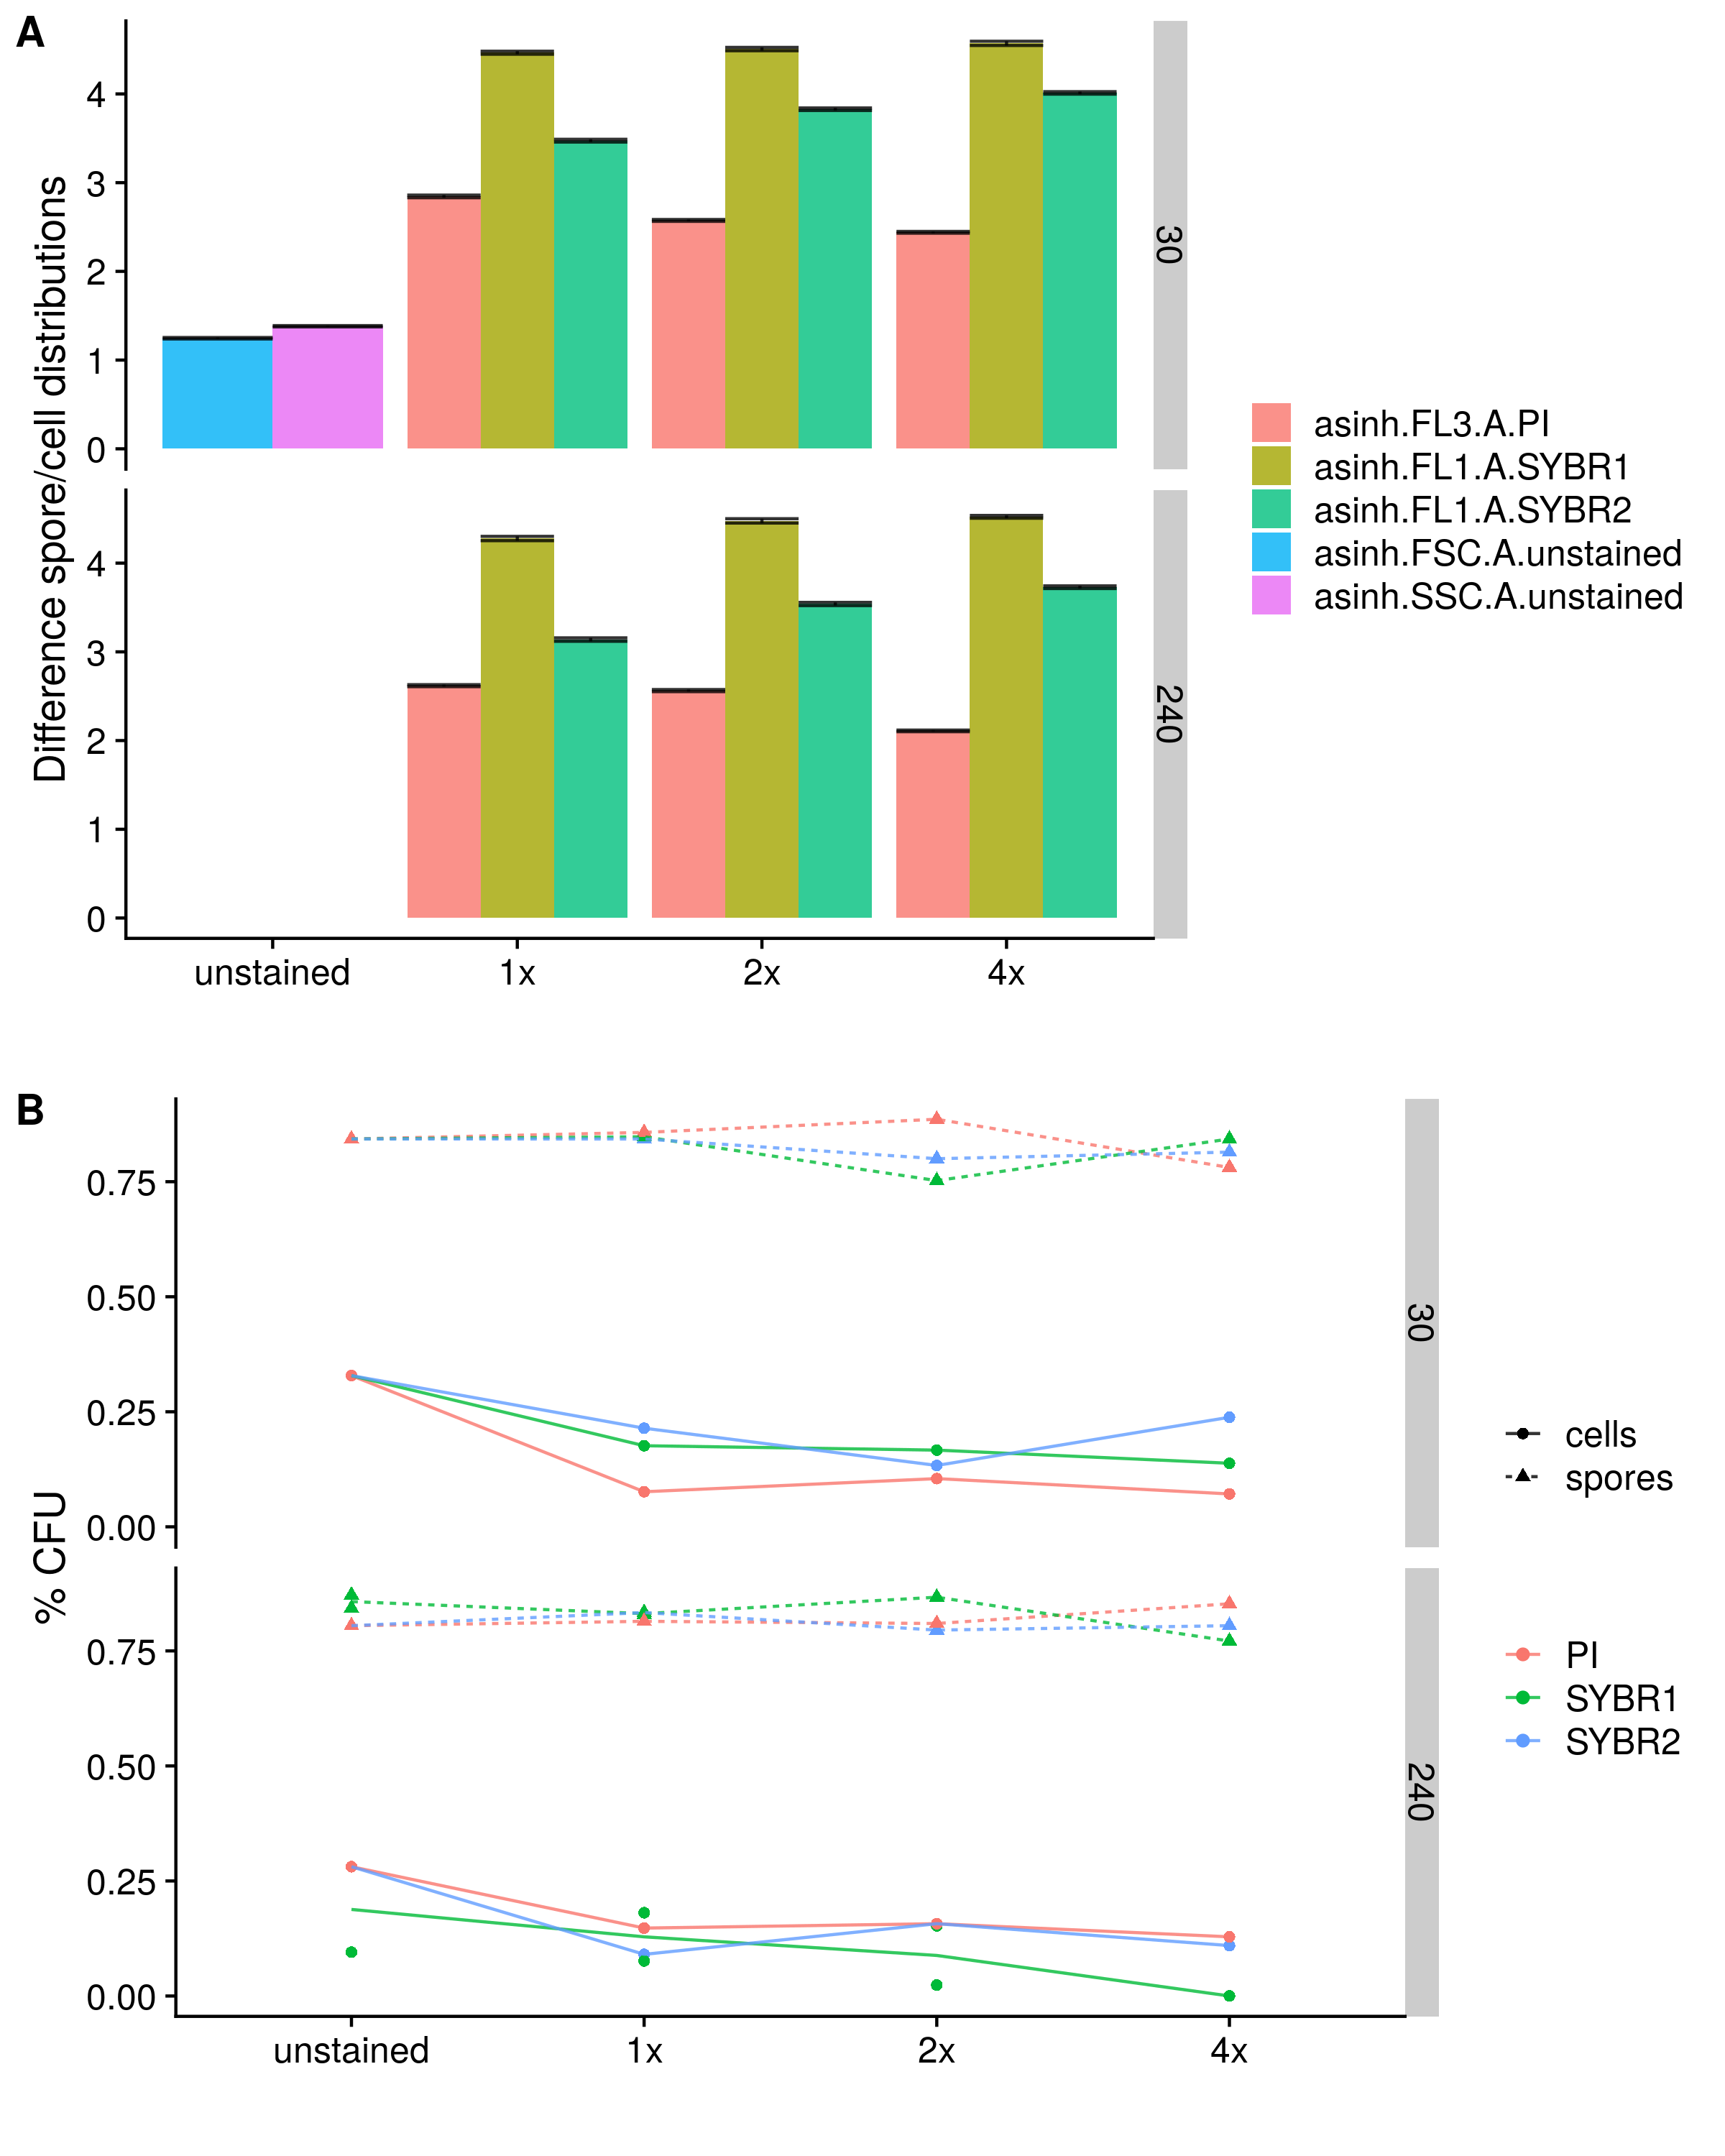 A
Difference spore/cell distributions
4
3
2
1
0
30
4
3
2
1
0
240
unstained 1x 2x 4x
asinh.FL3.A.PI
asinh.FL1.A.SYBR1
asinh.FL1.A.SYBR2
asinh.FSC.A.unstained
asinh.SSC.A.unstained
B
% CFU
0.75
0.50
0.25
0.00
30
0.75
0.50
0.25
0.00
240
unstained 1x 2x 4x
cells
spores
PI
SYBR1
SYBR2